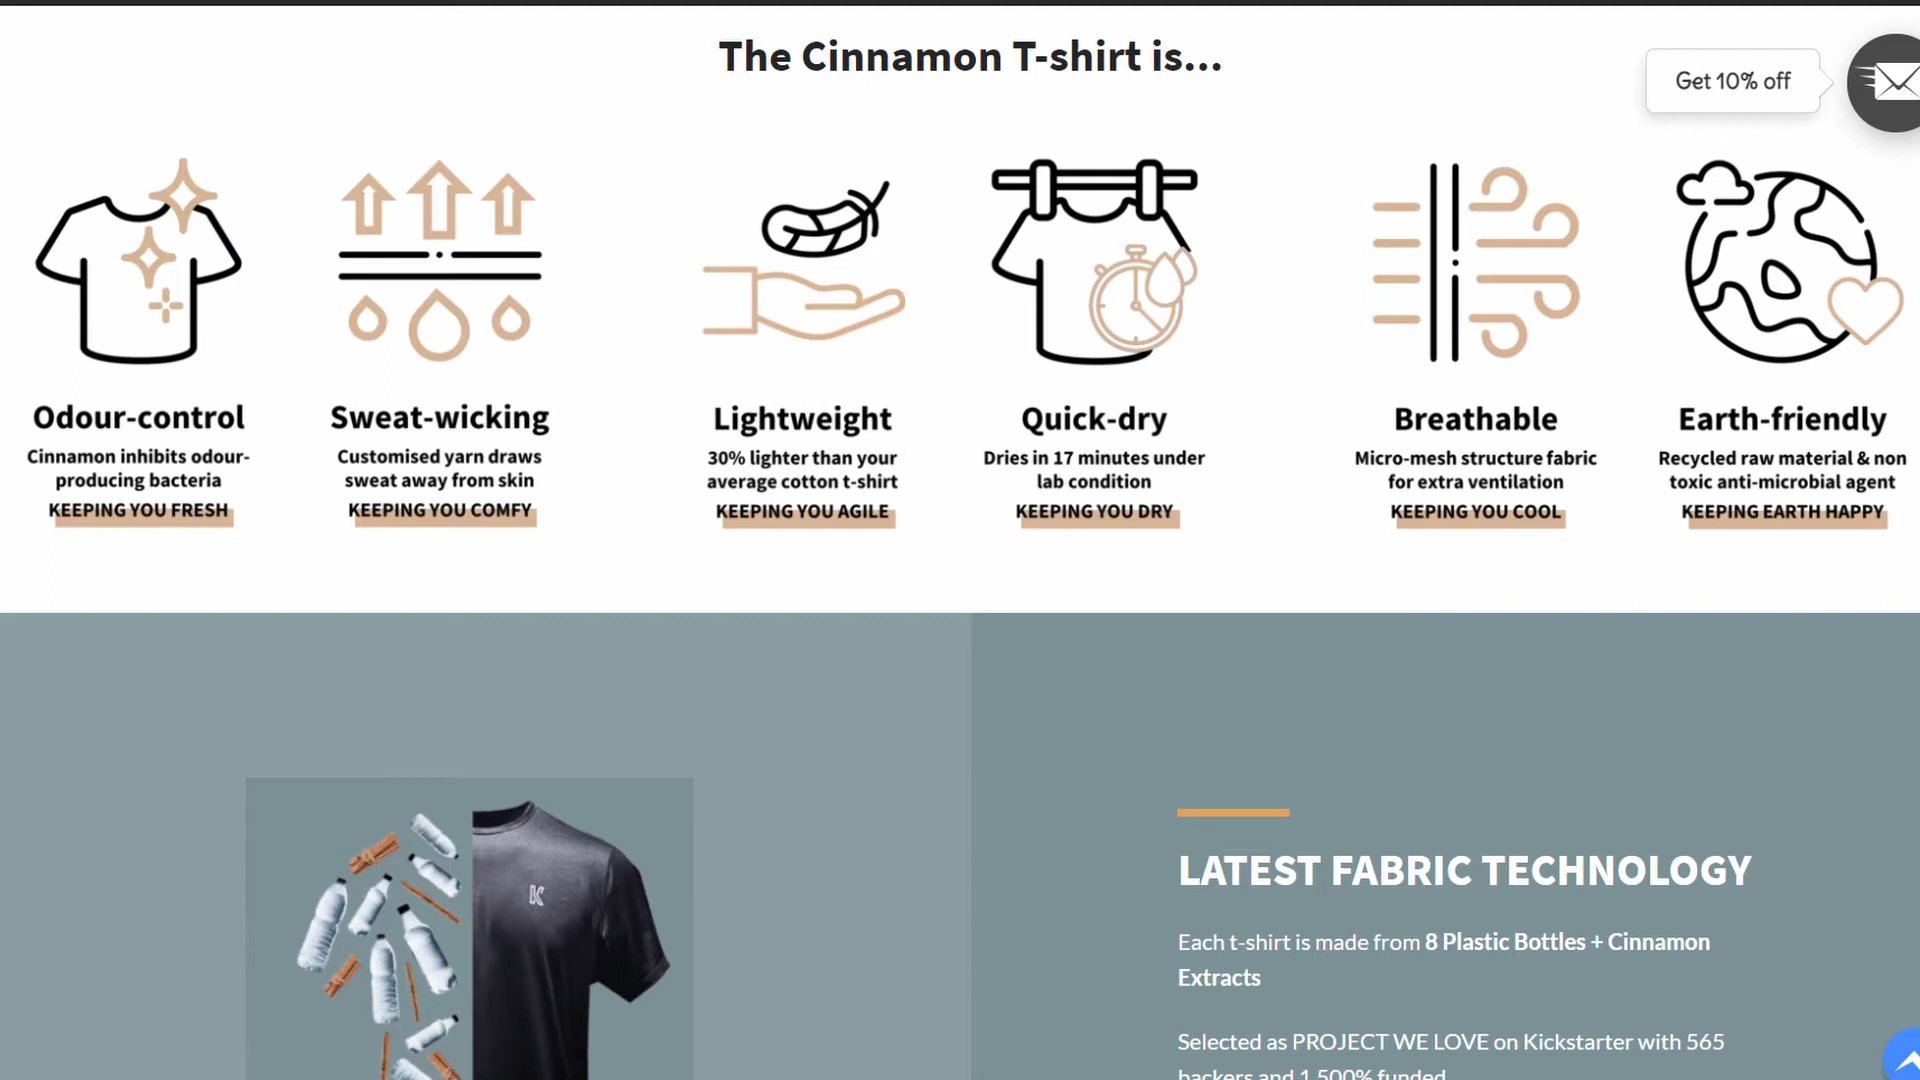 The Cinnamon T-shirt is...
Get 10% off
Odour-control
Cinnamon inhibits odour-
producing bacteria
KEEPING YOU FRESH
Sweat-wicking
Customised yarn draws
sweat away from skin
KEEPING YOU COMFY
Lightweight
30% lighter than your
average cotton t-shirt
KEEPING YOU AGILE
Quick-dry
Dries in 17 minutes under
lab condition
KEEPING YOU DRY
Breathable
Micro-mesh structure fabric
for extra ventilation
KEEPING YOU COOL
Earth-friendly
Recycled raw material & non
toxic anti-microbial agent
KEEPING EARTH HAPPY
K
LATEST FABRIC TECHNOLOGY
Each t-shirt is made from 8 Plastic Bottles + Cinnamon
Extracts
Selected as PROJECT WE LOVE on Kickstarter with 565
backers and 1,500% funded